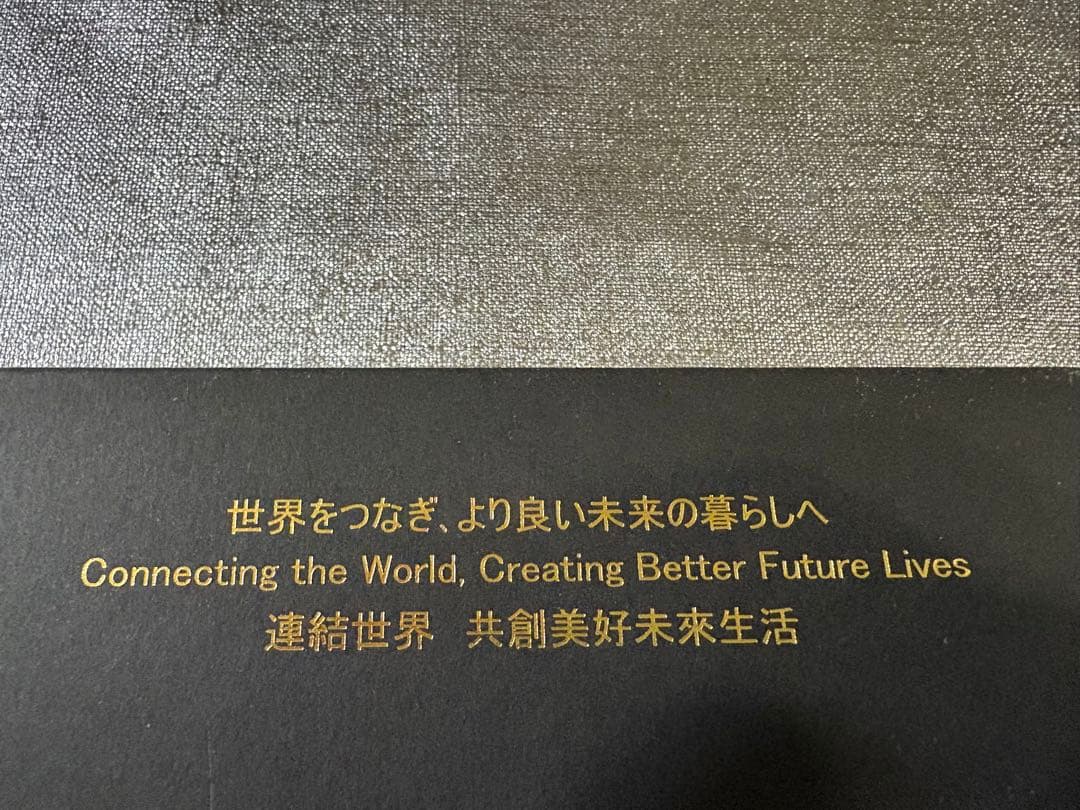 世界をつなぎ、より良い未来の暮らしへ
Connecting the World, Creating Better Future Lives
連結世界　共創美好未來生活